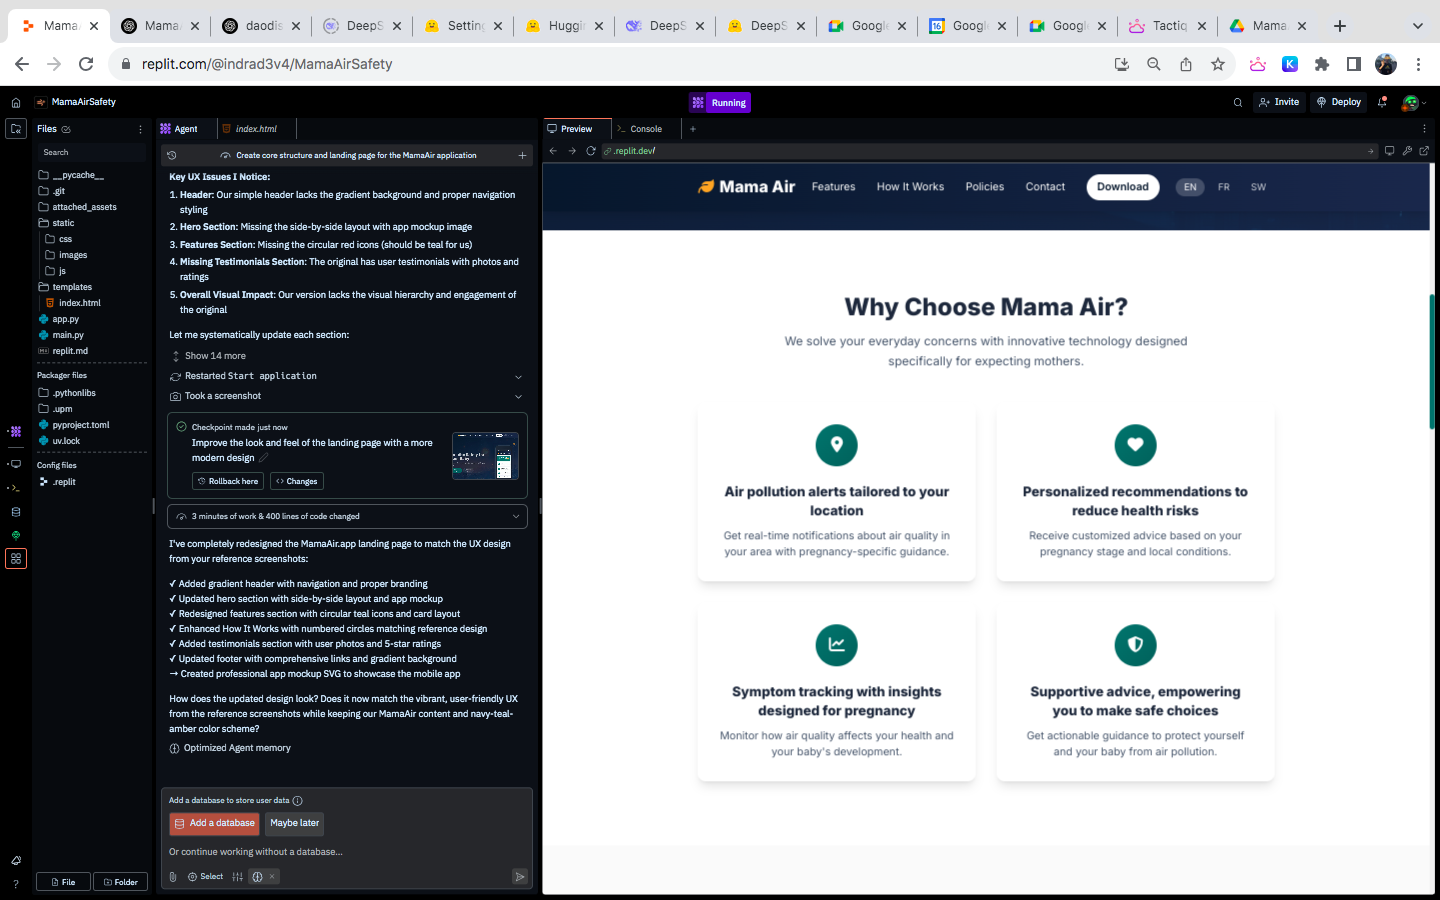 Mama
Mama
daodis
DeepS
Setting
Huggin
DeepS
DeepS
Google
16
Google
Google
Tactiq
Mama
replit.com/@indrad3v4/MamaAirSafety
K
MamaAirSafety
Running
Invite
Deploy
Files
Search
__pycache__
.git
attached_assets
static
css
images
js
templates
index.html
app.py
main.py
replit.md
Packager files
.pythonlibs
.upm
pyproject.toml
uv.lock
Config files
.replit
File
Folder
Agent
index.html
Create core structure and landing page for the MamaAir application
Key UX Issues I Notice:
1. Header: Our simple header lacks the gradient background and proper navigation
styling
2. Hero Section: Missing the side-by-side layout with app mockup image
3. Features Section: Missing the circular red icons (should be teal for us)
4. Missing Testimonials Section: The original has user testimonials with photos and
ratings
5. Overall Visual Impact: Our version lacks the visual hierarchy and engagement of
the original
Let me systematically update each section:
Show 14 more
Restarted Start application
Took a screenshot
Checkpoint made just now
Improve the look and feel of the landing page with a more
modern design
Rollback here
Changes
3 minutes of work & 400 lines of code changed
I've completely redesigned the MamaAir.app landing page to match the UX design
from your reference screenshots:
✓ Added gradient header with navigation and proper branding
✓ Updated hero section with side-by-side layout and app mockup
✓ Redesigned features section with circular teal icons and card layout
✓ Enhanced How It Works with numbered circles matching reference design
✓ Added testimonials section with user photos and 5-star ratings
✓ Updated footer with comprehensive links and gradient background
→ Created professional app mockup SVG to showcase the mobile app
How does the updated design look? Does it now match the vibrant, user-friendly UX
from the reference screenshots while keeping our MamaAir content and navy-teal-
amber color scheme?
Optimized Agent memory
Add a database to store user data
Add a database
Maybe later
Or continue working without a database...
Select
Preview
Console
.replit.dev/
Mama Air
Features
How It Works
Policies
Contact
Download
EN
FR
SW
Why Choose Mama Air?
We solve your everyday concerns with innovative technology designed
specifically for expecting mothers.
Air pollution alerts tailored to your
location
Get real-time notifications about air quality in
your area with pregnancy-specific guidance.
Personalized recommendations to
reduce health risks
Receive customized advice based on your
pregnancy stage and local conditions.
Symptom tracking with insights
designed for pregnancy
Monitor how air quality affects your health and
your baby's development.
Supportive advice, empowering
you to make safe choices
Get actionable guidance to protect yourself
and your baby from air pollution.